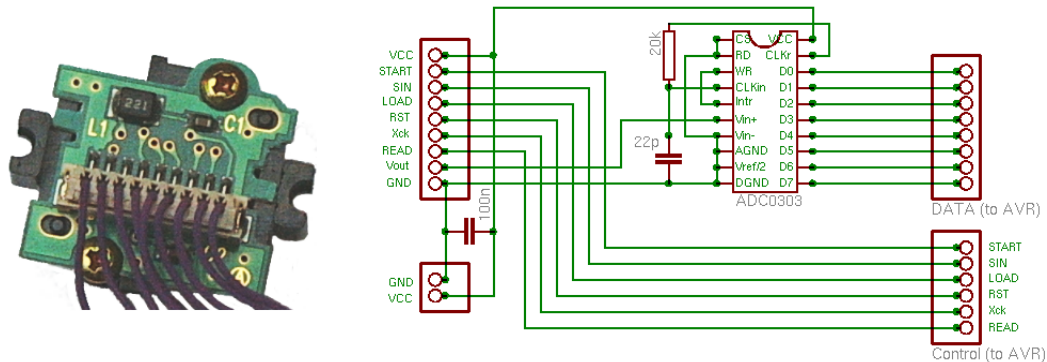 221
L1
C1
VCC
START
SIN
LOAD
RST
Xck
READ
Vout
GND
100n
GND
VCC
20k
22p
CS
RD
WR
CLKin
Intr
Vin+
Vin-
AGND
Vref/2
DGND
VCC
CLKr
D0
D1
D2
D3
D4
D5
D6
D7
ADC0303
DATA (to AVR)
START
SIN
LOAD
RST
Xck
READ
Control (to AVR)